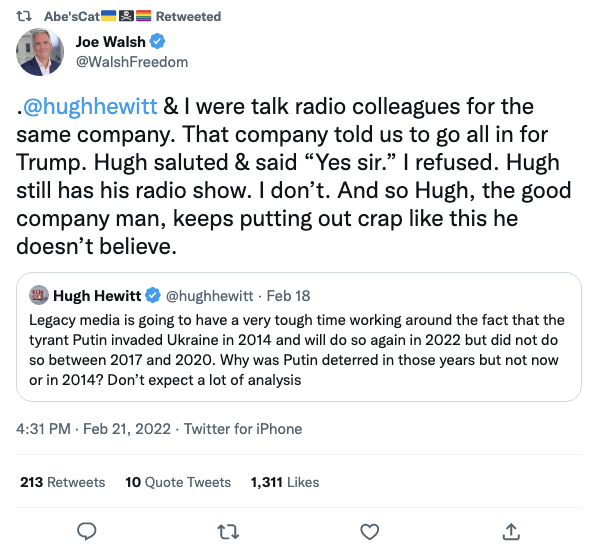 Abe'sCat🇺🇦🏴‍☠️🏳️‍🌈 Retweeted
Joe Walsh
@WalshFreedom
.@hughhewitt & I were talk radio colleagues for the
same company. That company told us to go all in for
Trump. Hugh saluted & said “Yes sir.” I refused. Hugh
still has his radio show. I don’t. And so Hugh, the good
company man, keeps putting out crap like this he
doesn’t believe.
Hugh Hewitt @hughhewitt · Feb 18
Legacy media is going to have a very tough time working around the fact that the
tyrant Putin invaded Ukraine in 2014 and will do so again in 2022 but did not do
so between 2017 and 2020. Why was Putin deterred in those years but not now
or in 2014? Don’t expect a lot of analysis
4:31 PM · Feb 21, 2022 · Twitter for iPhone
213 Retweets 10 Quote Tweets 1,311 Likes